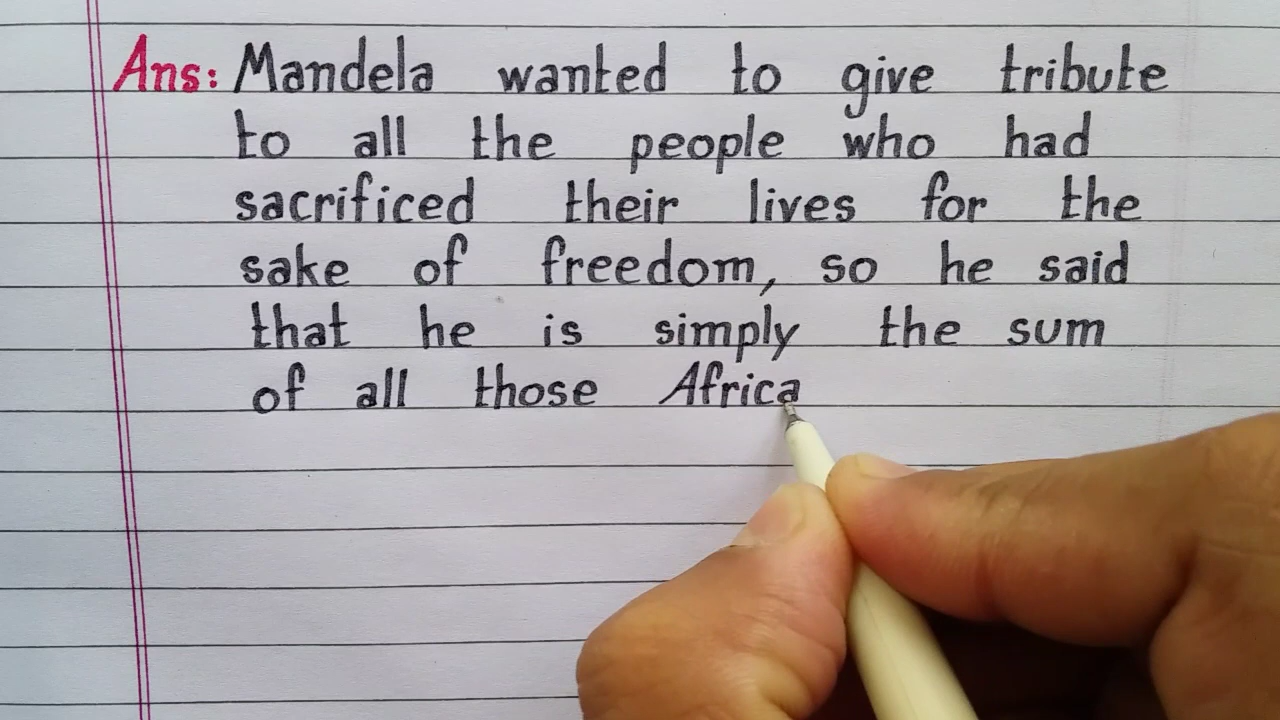 Ans: Mandela wanted to give tribute
to all the people who had
sacrificed their lives for the
sake of freedom, so he said
that he is simply the sum
of all those Africa